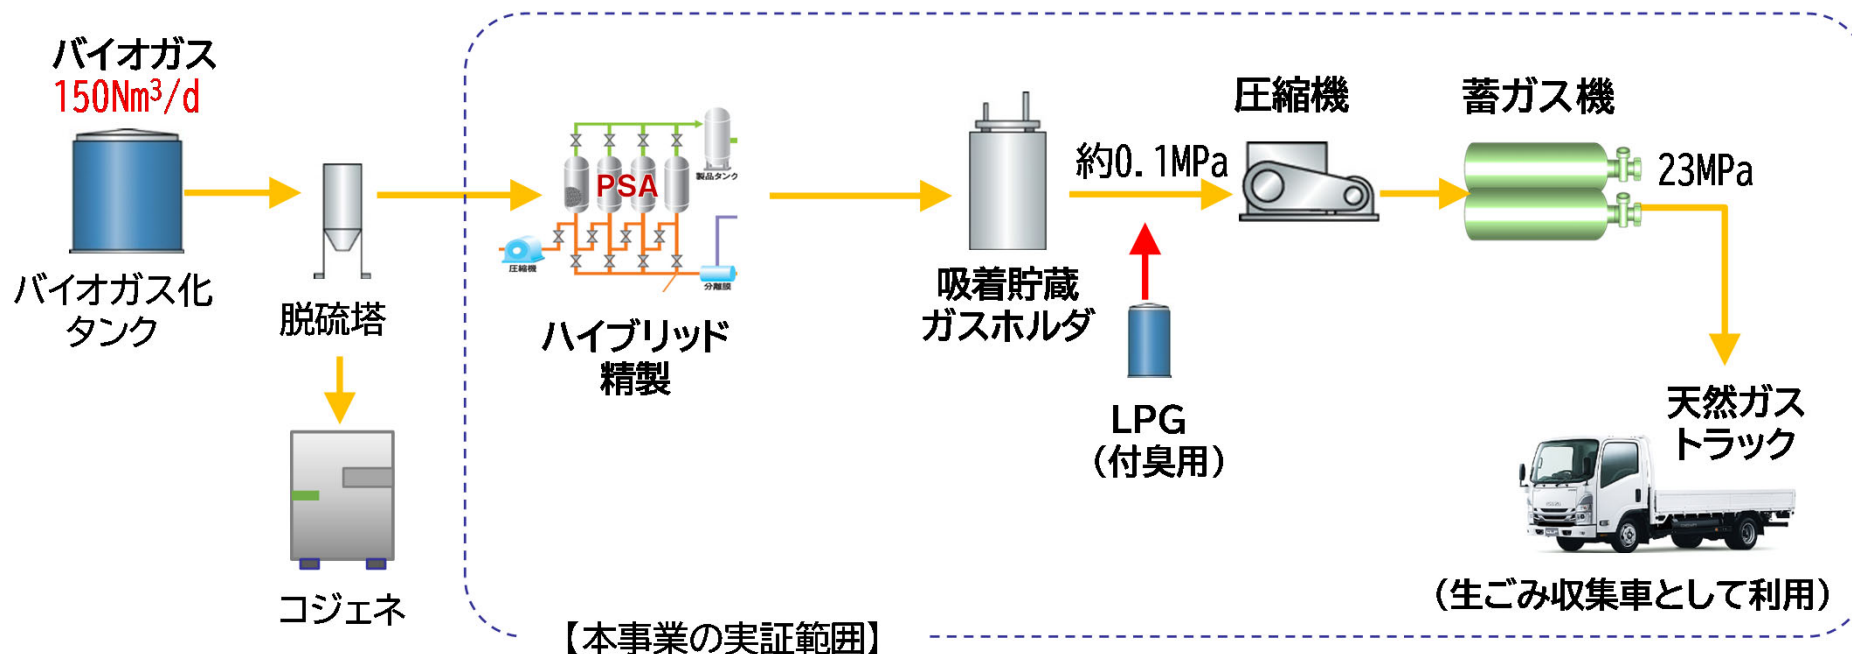 バイオガス
150Nm³/d
バイオガス化
タンク
脱硫塔
コジェネ
PSA
製品タンク
圧縮機
分離膜
ハイブリッド
精製
吸着貯蔵
ガスホルダ
約0.1MPa
LPG
（付臭用）
圧縮機
蓄ガス機
23MPa
天然ガス
トラック
（生ごみ収集車として利用）
【本事業の実証範囲】